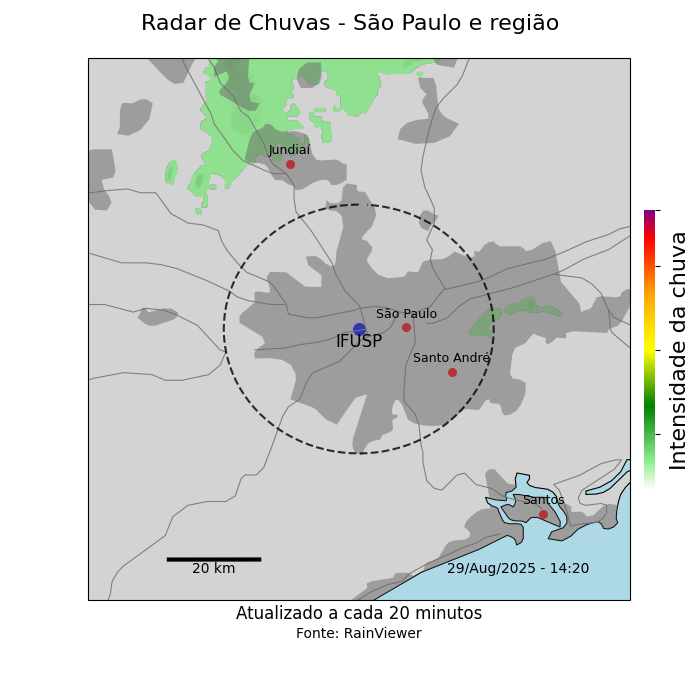 Radar de Chuvas - São Paulo e região
Jundiaí
São Paulo
IFUSP
Santo André
Santos
20 km
29/Aug/2025 - 14:20
Intensidade da chuva
Atualizado a cada 20 minutos
Fonte: RainViewer